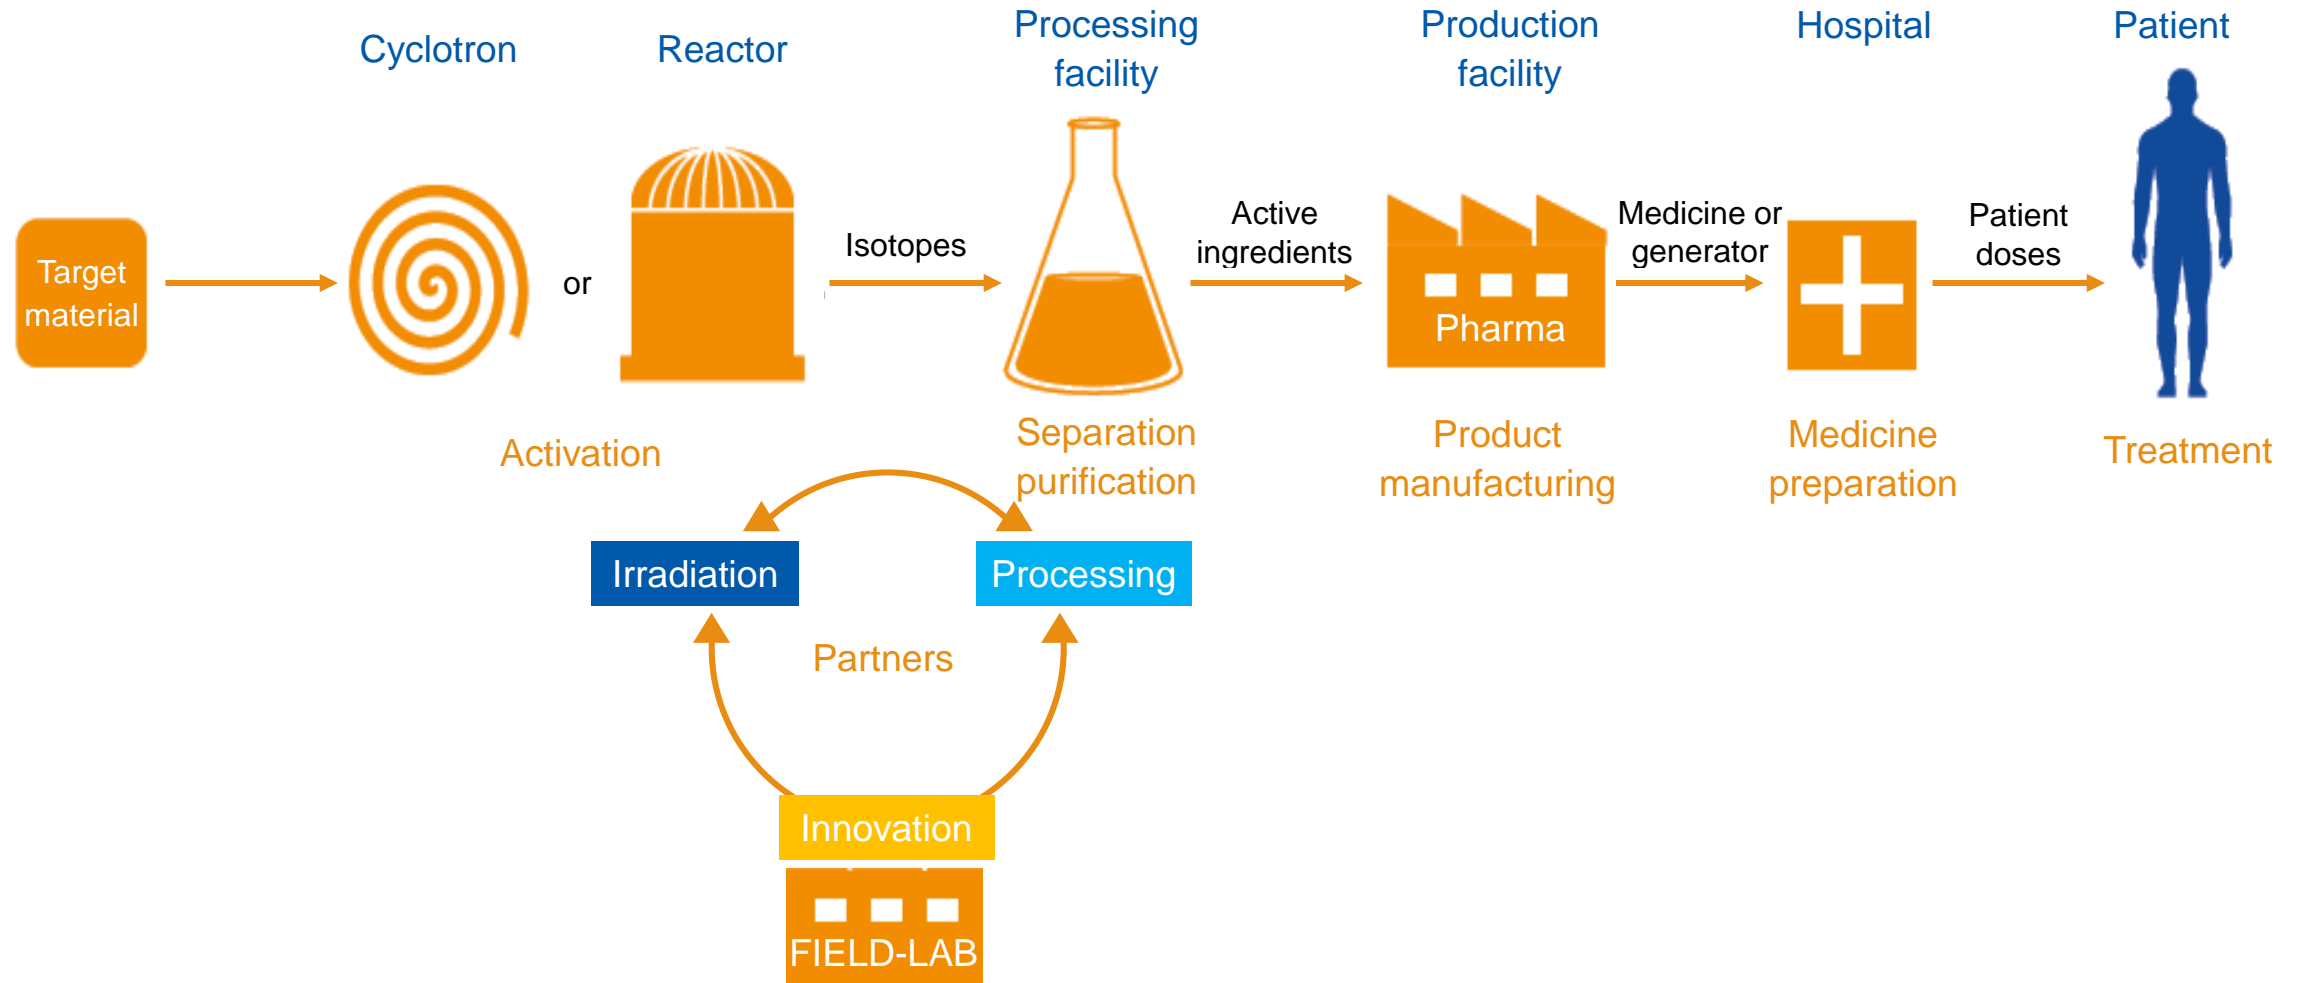 Cyclotron
Reactor
Processing
facility
Production
facility
Hospital
Patient
Target
material
or
Isotopes
Active
ingredients
Pharma
Medicine or
generator
Patient
doses
Activation
Separation
purification
Product
manufacturing
Medicine
preparation
Treatment
Irradiation
Processing
Partners
Innovation
FIELD-LAB